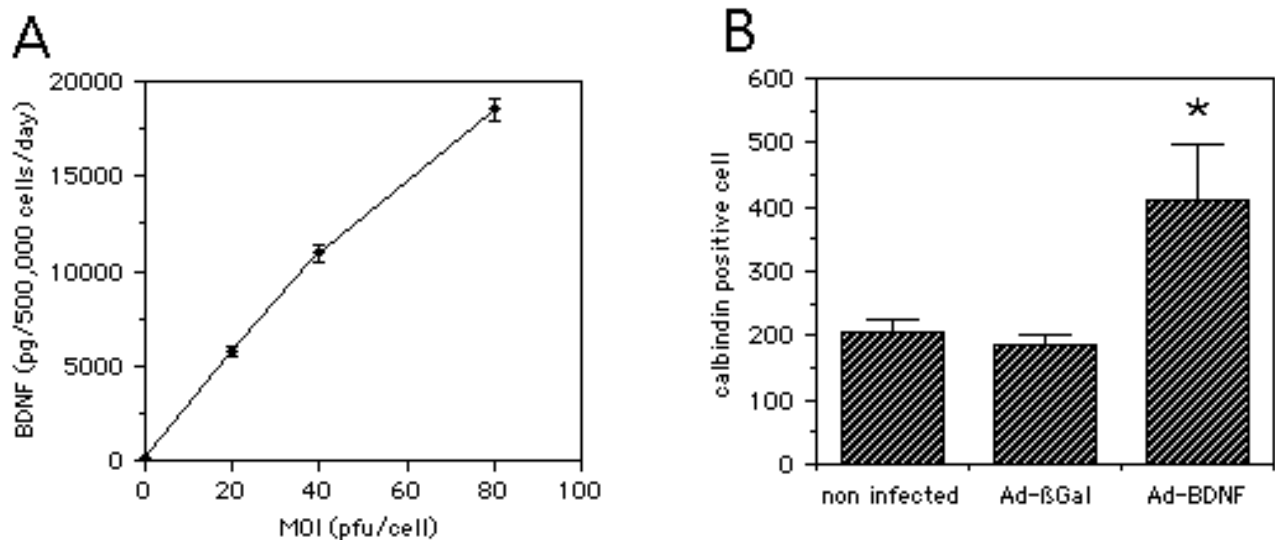 A
BDNF (pg/500,000 cells/day)
20000
15000
10000
5000
0
0 20 40 60 80 100
MOI (pfu/cell)
B
calbindin positive cell
600
500
400
300
200
100
0
*
non infected Ad-ßGal Ad-BDNF